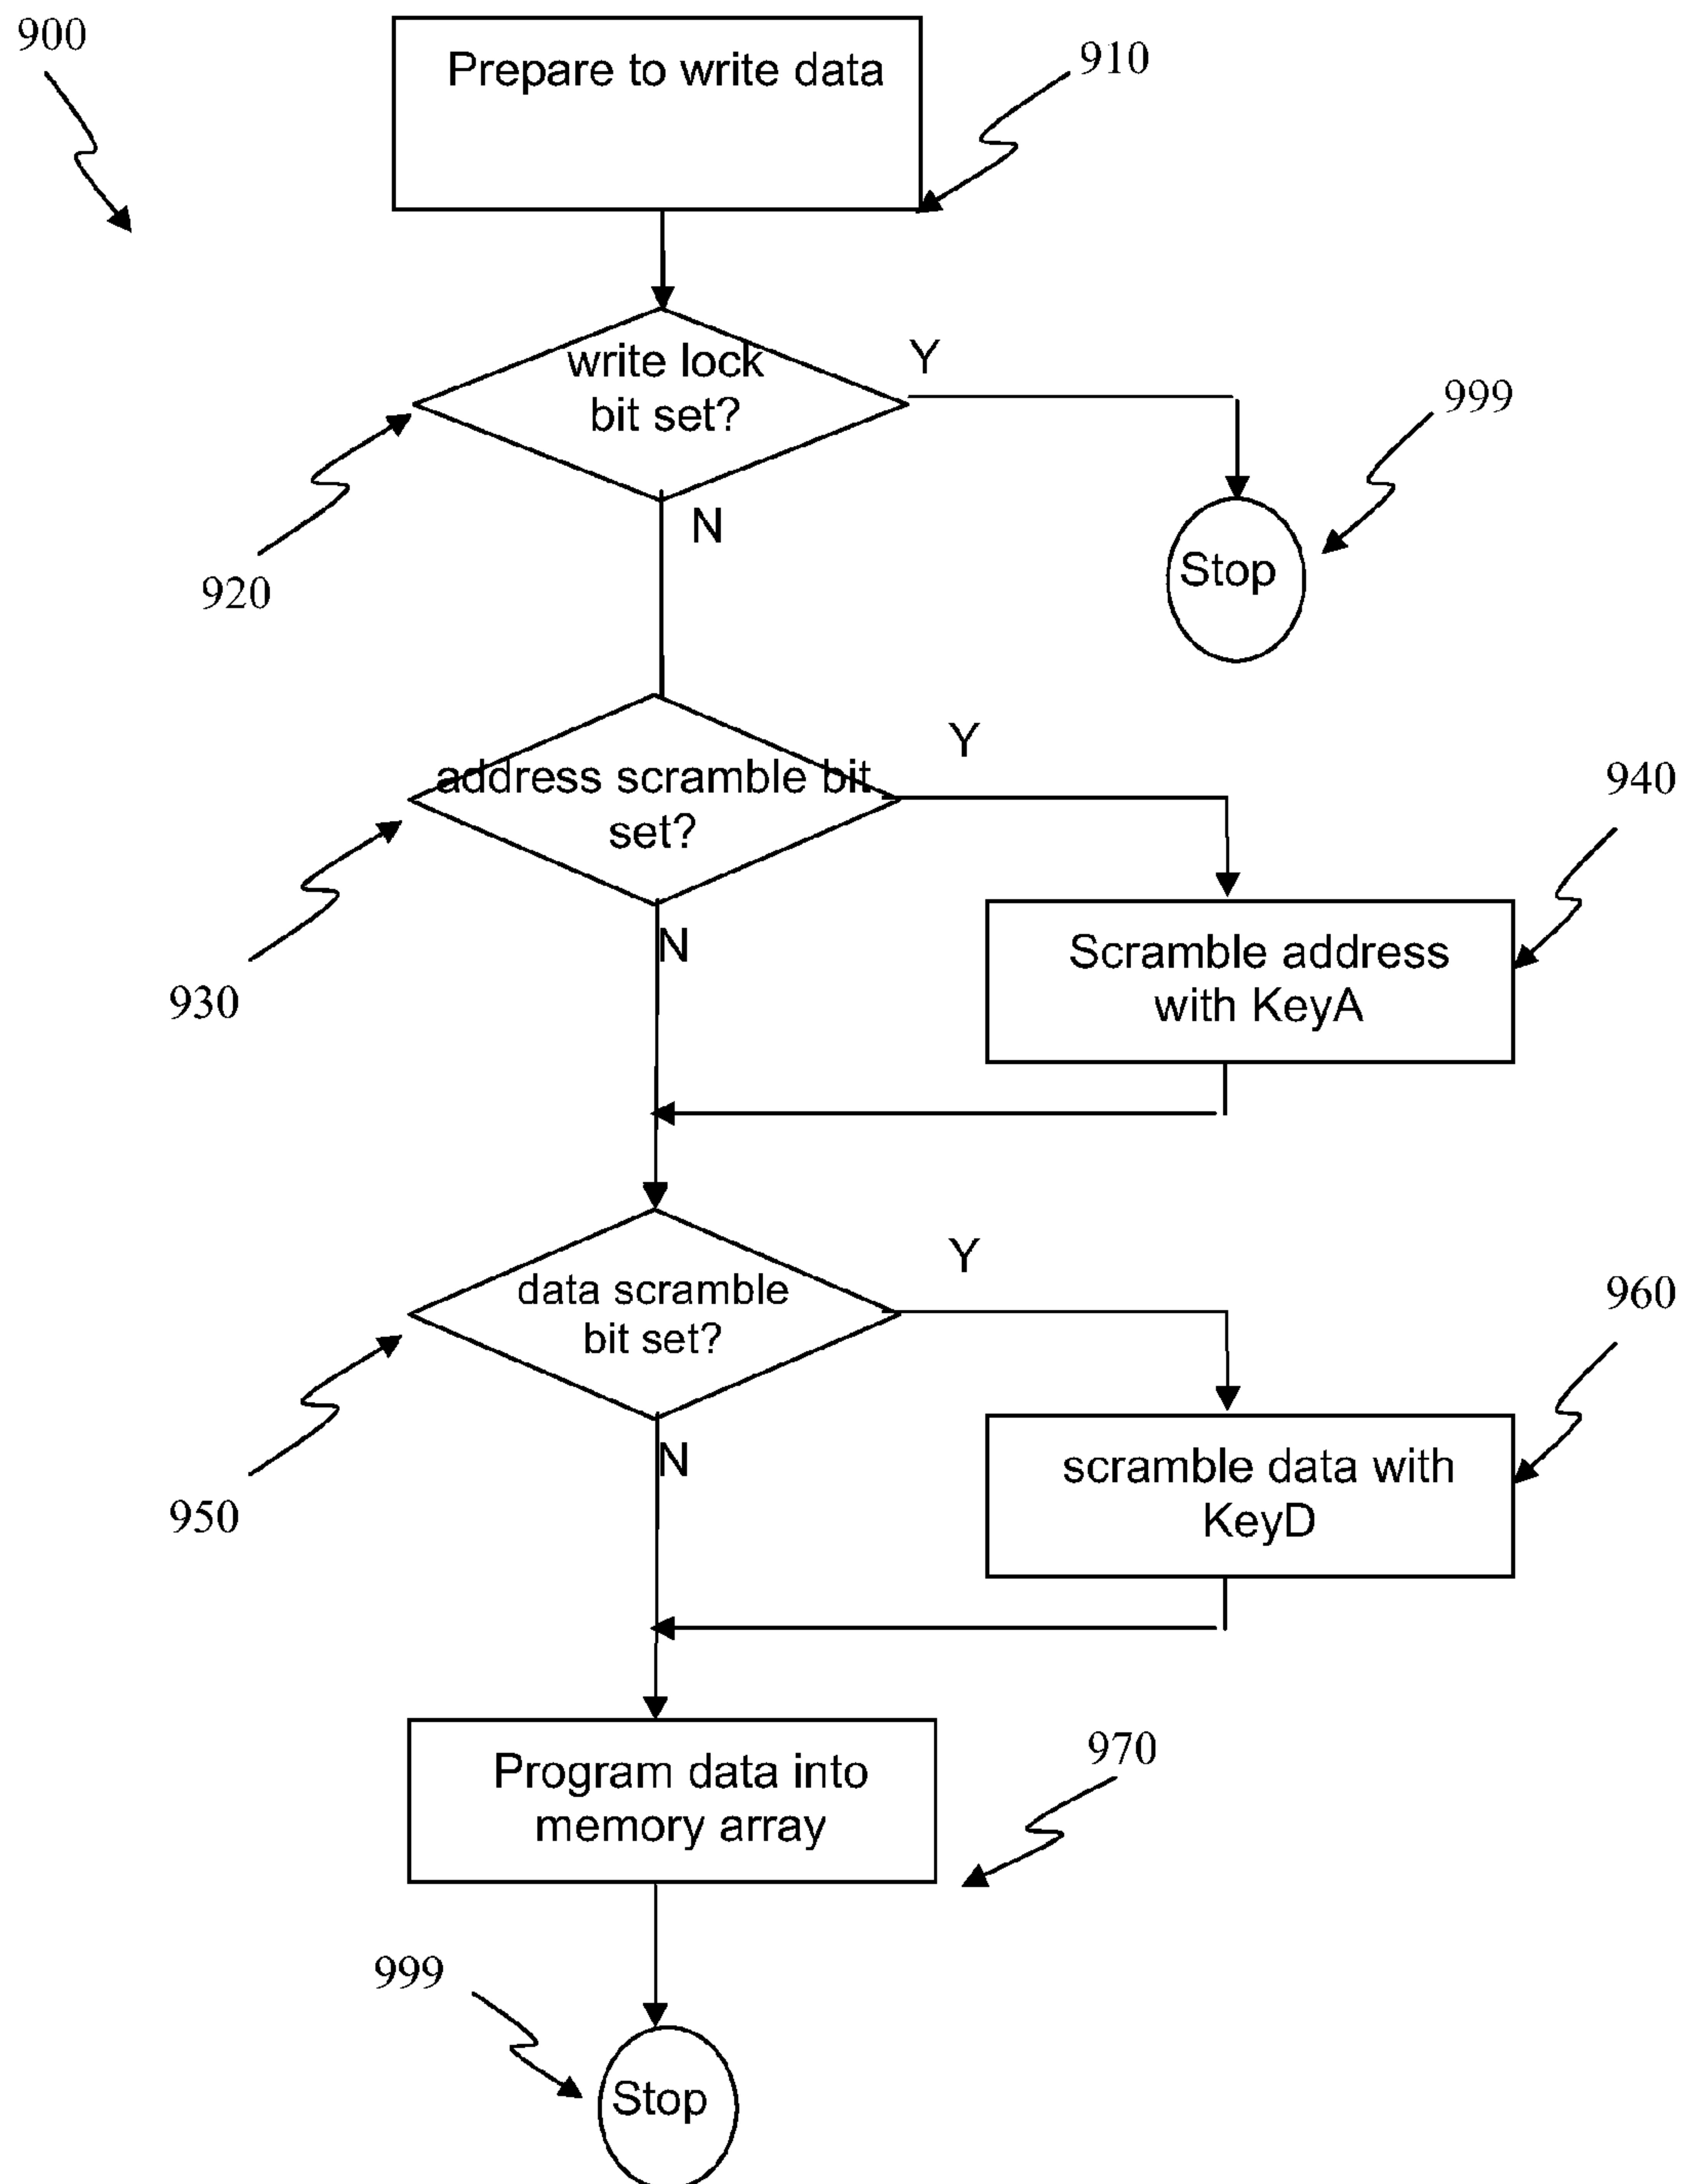 900
Prepare to write data
910
write lock
bit set?
Y
999
Stop
N
920
address scramble bit
set?
Y
940
Scramble address
with KeyA
N
930
data scramble
bit set?
Y
960
scramble data with
KeyD
N
950
Program data into
memory array
970
999
Stop